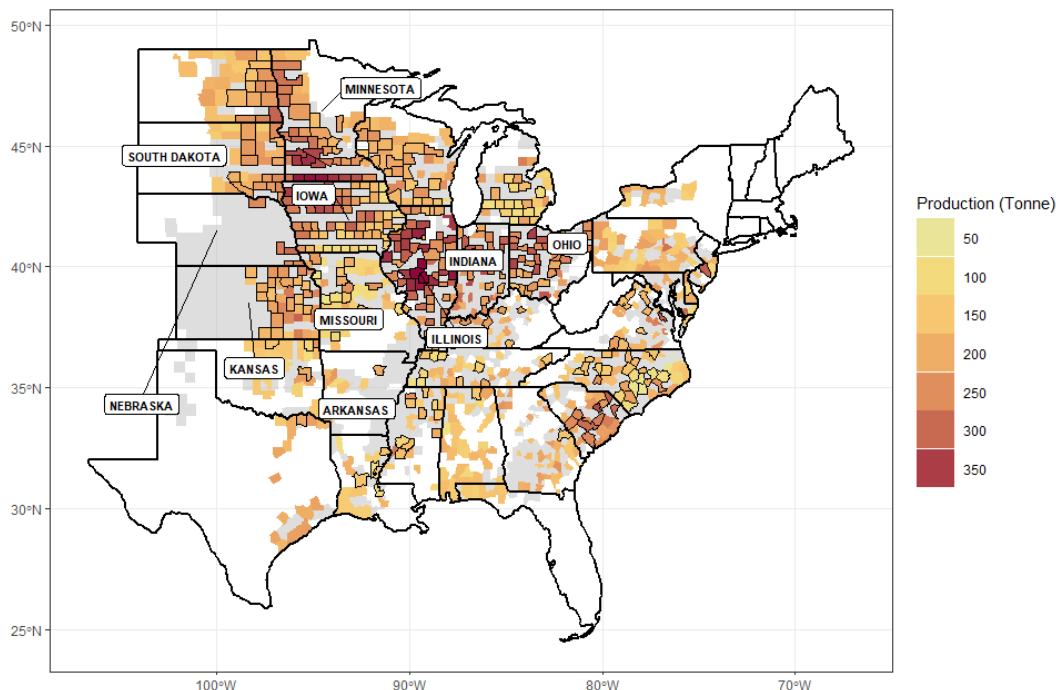 50°N
45°N
40°N
35°N
30°N
25°N
100°W
90°W
80°W
70°W
MINNESOTA
SOUTH DAKOTA
IOWA
OHIO
INDIANA
MISSOURI
ILLINOIS
KANSAS
NEBRASKA
ARKANSAS
Production (Tonne)
50
100
150
200
250
300
350